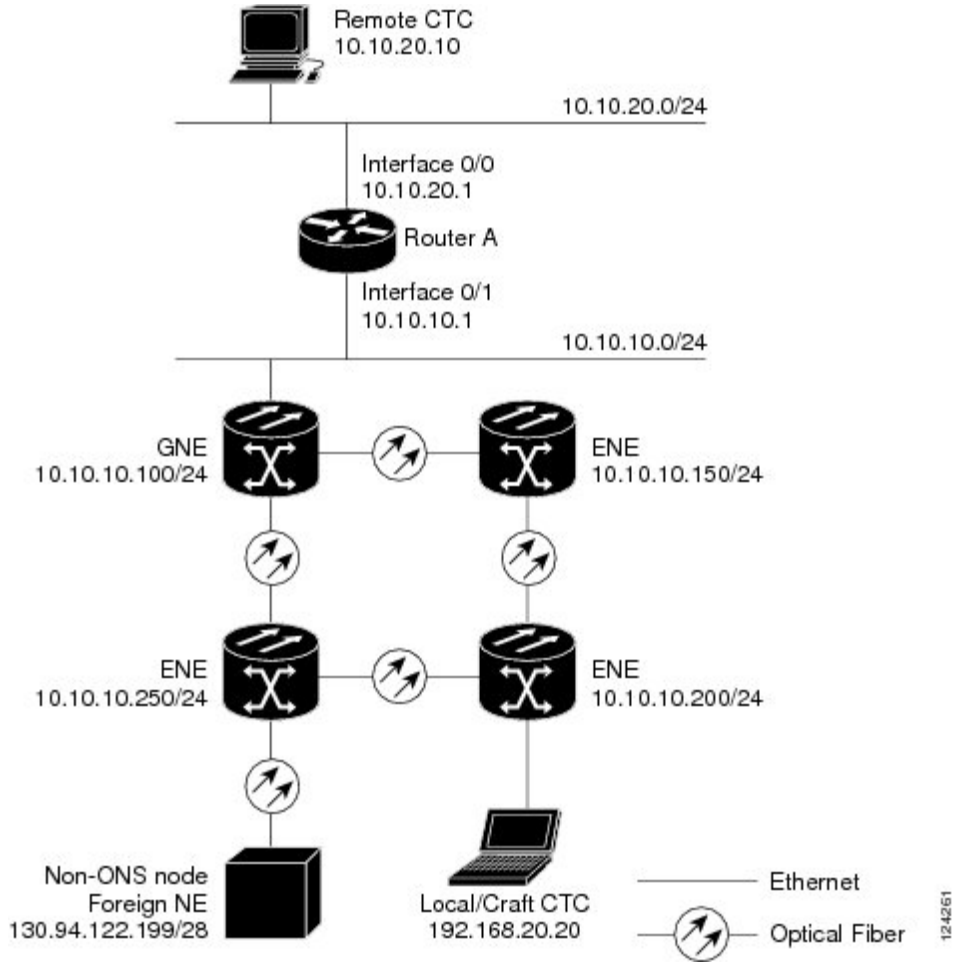 Remote CTC
10.10.20.10
10.10.20.0/24
Interface 0/0
10.10.20.1
Router A
Interface 0/1
10.10.10.1
10.10.10.0/24
GNE
10.10.10.100/24
ENE
10.10.10.150/24
ENE
10.10.10.250/24
ENE
10.10.10.200/24
Non-ONS node
Foreign NE
130.94.122.199/28
Local/Craft CTC
192.168.20.20
Ethernet
Optical Fiber
124261